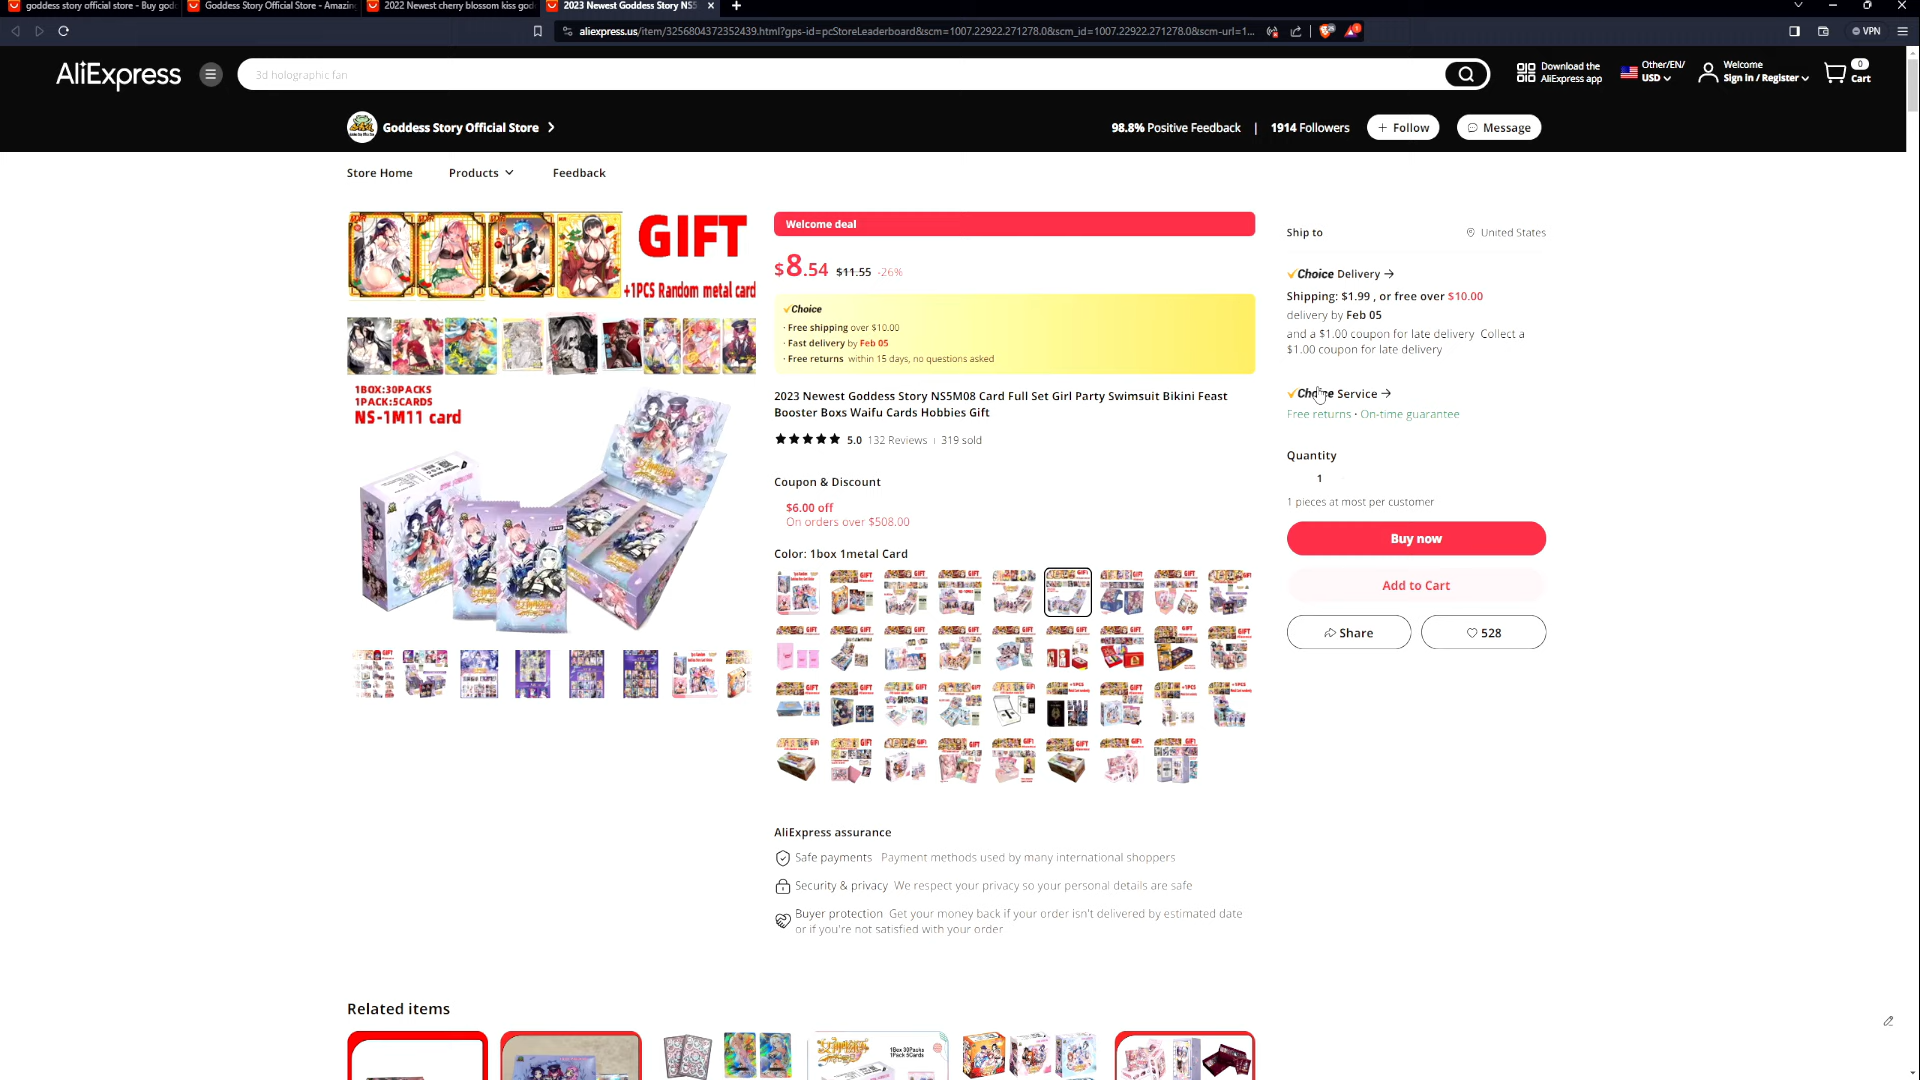 goddess story official store - Buy god
Goddess Story Official Store - Amazin
2022 Newest cherry blossom kiss god
2023 Newest Goddess Story NS5
aliexpress.us/item/3256804372352439.html?gps-id=pcStoreLeaderboard&scm=1007.22922.271278.0&scm_id=1007.22922.271278.0&scm-url=1...
VPN
AliExpress
3d holographic fan
Download the
AliExpress app
Other/EN/
USD
Welcome
Sign in / Register
0
Cart
Goddess Story Official Store
98.8% Positive Feedback | 1914 Followers
+ Follow
Message
Store Home
Products
Feedback
GIFT
+1PCS Random metal card
1BOX:30PACKS
1PACK:5CARDS
NS-1M11 card
Welcome deal
$8.54 $11.55 -26%
Choice
· Free shipping over $10.00
· Fast delivery by Feb 05
· Free returns within 15 days, no questions asked
2023 Newest Goddess Story NS5M08 Card Full Set Girl Party Swimsuit Bikini Feast
Booster Boxs Waifu Cards Hobbies Gift
5.0 132 Reviews | 319 sold
Coupon & Discount
$6.00 off
On orders over $508.00
Color: 1box 1metal Card
Ship to
United States
Choice Delivery
Shipping: $1.99 , or free over $10.00
delivery by Feb 05
and a $1.00 coupon for late delivery Collect a
$1.00 coupon for late delivery
Choice Service
Free returns • On-time guarantee
Quantity
1
1 pieces at most per customer
Buy now
Add to Cart
Share
528
AliExpress assurance
Safe payments Payment methods used by many international shoppers
Security & privacy We respect your privacy so your personal details are safe
Buyer protection Get your money back if your order isn't delivered by estimated date
or if you're not satisfied with your order
Related items
1Box 30Packs
1Pack 5Cards